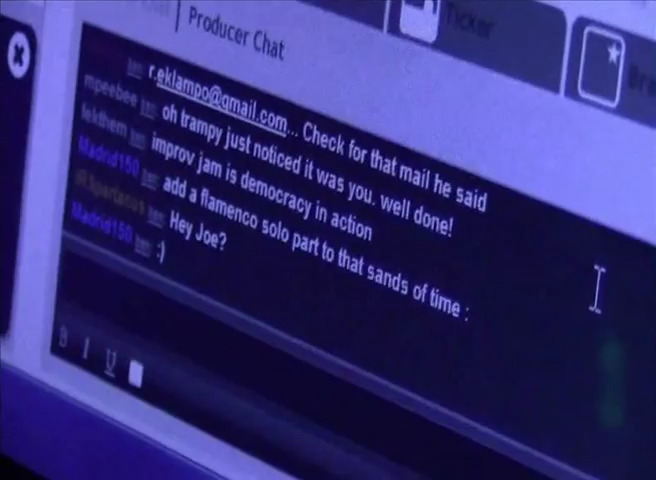 Producer Chat
Ticker
r.eklampo@gmail.com... Check for that mail he said
mpeebee oh trampy just noticed it was you. well done!
lekthem improv jam is democracy in action
Madrid150 add a flamenco solo part to that sands of time :
Hey Joe?
Madrid150 :)
B I U